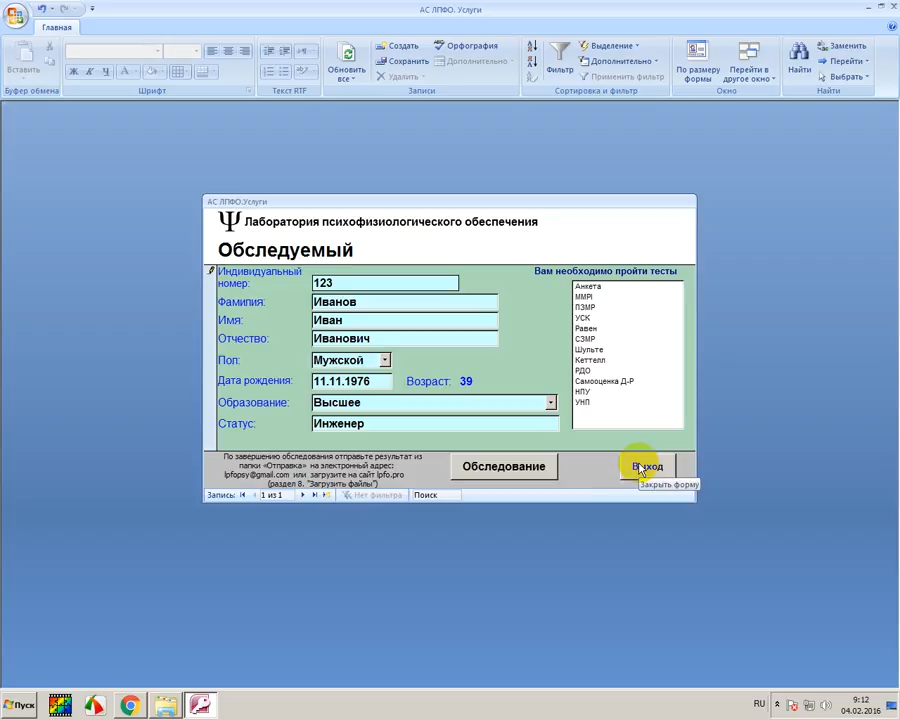 АС ЛПФО. Услуги
Главная
Вставить
Буфер обмена
Ж К Ч
Шрифт
Текст RTF
Обновить все
Создать
Сохранить
Удалить
Орфография
Дополнительно
Записи
Фильтр
Выделение
Дополнительно
Применить фильтр
Сортировка и фильтр
По размеру формы
Перейти в другое окно
Окно
Найти
Заменить
Перейти
Выбрать
Найти
АС ЛПФО.Услуги
Ψ Лаборатория психофизиологического обеспечения
Обследуемый
Индивидуальный
номер: 123
Фамилия: Иванов
Имя: Иван
Отчество: Иванович
Пол: Мужской
Дата рождения: 11.11.1976 Возраст: 39
Образование: Высшее
Статус: Инженер
Вам необходимо пройти тесты
Анкета
MMPI
ПЗМР
УСК
Равен
СЗМР
Шульте
Кеттелл
РДО
Самооценка Д-Р
НПУ
УНП
По завершению обследования отправьте результат из
папки «Отправка» на электронный адрес:
lpfopsy@gmail.com или загрузите на сайт lpfo.pro
(раздел 8. "Загрузить файлы")
Обследование
Выход
Закрыть форму
Запись: 1 из 1 Нет фильтра Поиск
Пуск
RU
9:12
04.02.2016